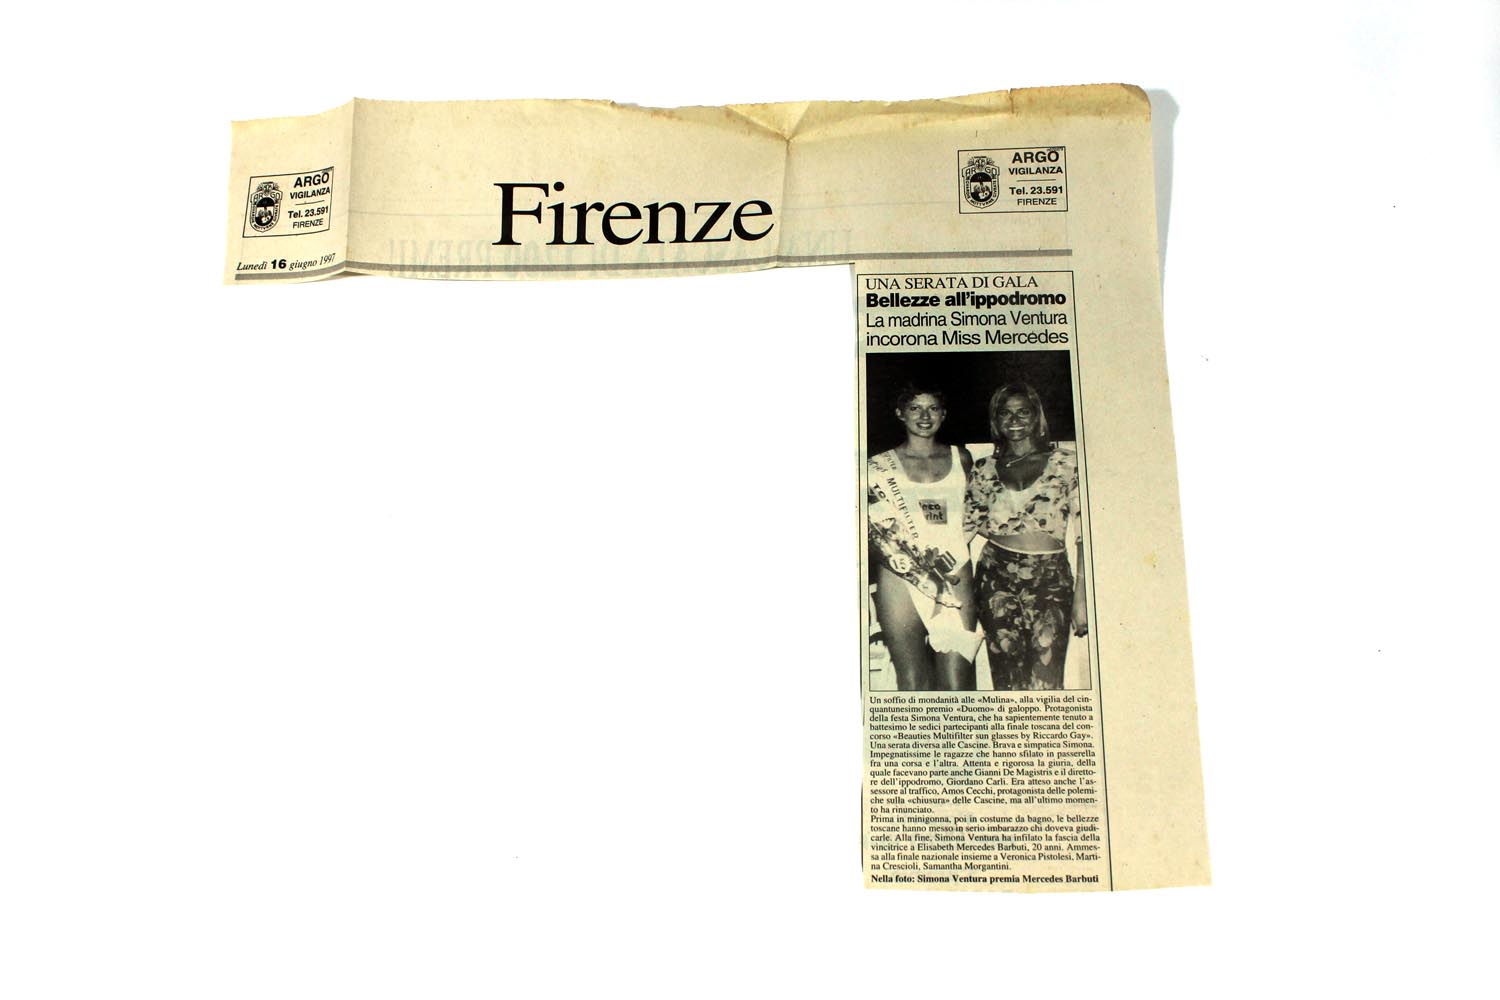 ARGO
VIGILANZA
Tel. 23.591
FIRENZE
Lunedì 16 giugno 1997
Firenze
ARGO
VIGILANZA
Tel. 23.591
FIRENZE
UNA SERATA DI GALA
Bellezze all'ippodromo
La madrina Simona Ventura
incorona Miss Mercedes
MULTIFILTER
Un soffio di mondanità alle «Mulina», alla vigilia del cin-
quantunesimo premio «Duomo» di galoppo. Protagonista
della festa Simona Ventura, che ha sapientemente tenuto a
battesimo le sedici partecipanti alla finale toscana del con-
corso «Beauties Multifilter sun glasses by Riccardo Gay».
Una serata diversa alle Cascine. Brava e simpatica Simona.
Impegnatissime le ragazze che hanno sfilato in passerella
fra una corsa e l'altra. Attenta e rigorosa la giuria, della
quale facevano parte anche Gianni De Magistris e il diretto-
re dell'ippodromo, Giordano Carli. Era atteso anche l'as-
sessore al traffico, Amos Cecchi, protagonista delle polemi-
che sulla «chiusura» delle Cascine, ma all'ultimo momen-
to ha rinunciato.
Prima in minigonna, poi in costume da bagno, le bellezze
toscane hanno messo in serio imbarazzo chi doveva giudi-
carle. Alla fine, Simona Ventura ha infilato la fascia della
vincitrice a Elisabeth Mercedes Barbuti, 20 anni. Ammes-
sa alla finale nazionale insieme a Veronica Pistolesi, Marti-
na Crescioli, Samantha Morgantini.
Nella foto: Simona Ventura premia Mercedes Barbuti